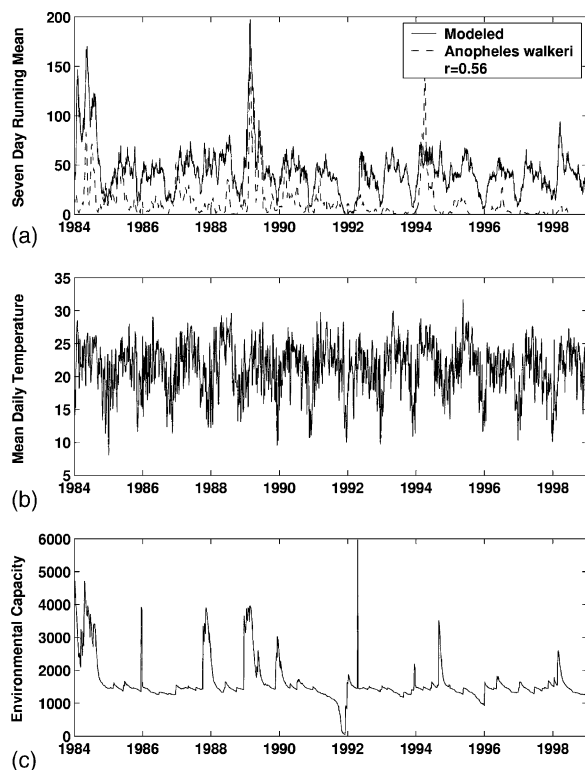 200
150
100
50
0
Seven Day Running Mean
Modeled
Anopheles walkeri
r=0.56
1984 1986 1988 1990 1992 1994 1996 1998
(a)
35
30
25
20
15
10
5
Mean Daily Temperature
1984 1986 1988 1990 1992 1994 1996 1998
(b)
6000
5000
4000
3000
2000
1000
0
Environmental Capacity
1984 1986 1988 1990 1992 1994 1996 1998
(c)